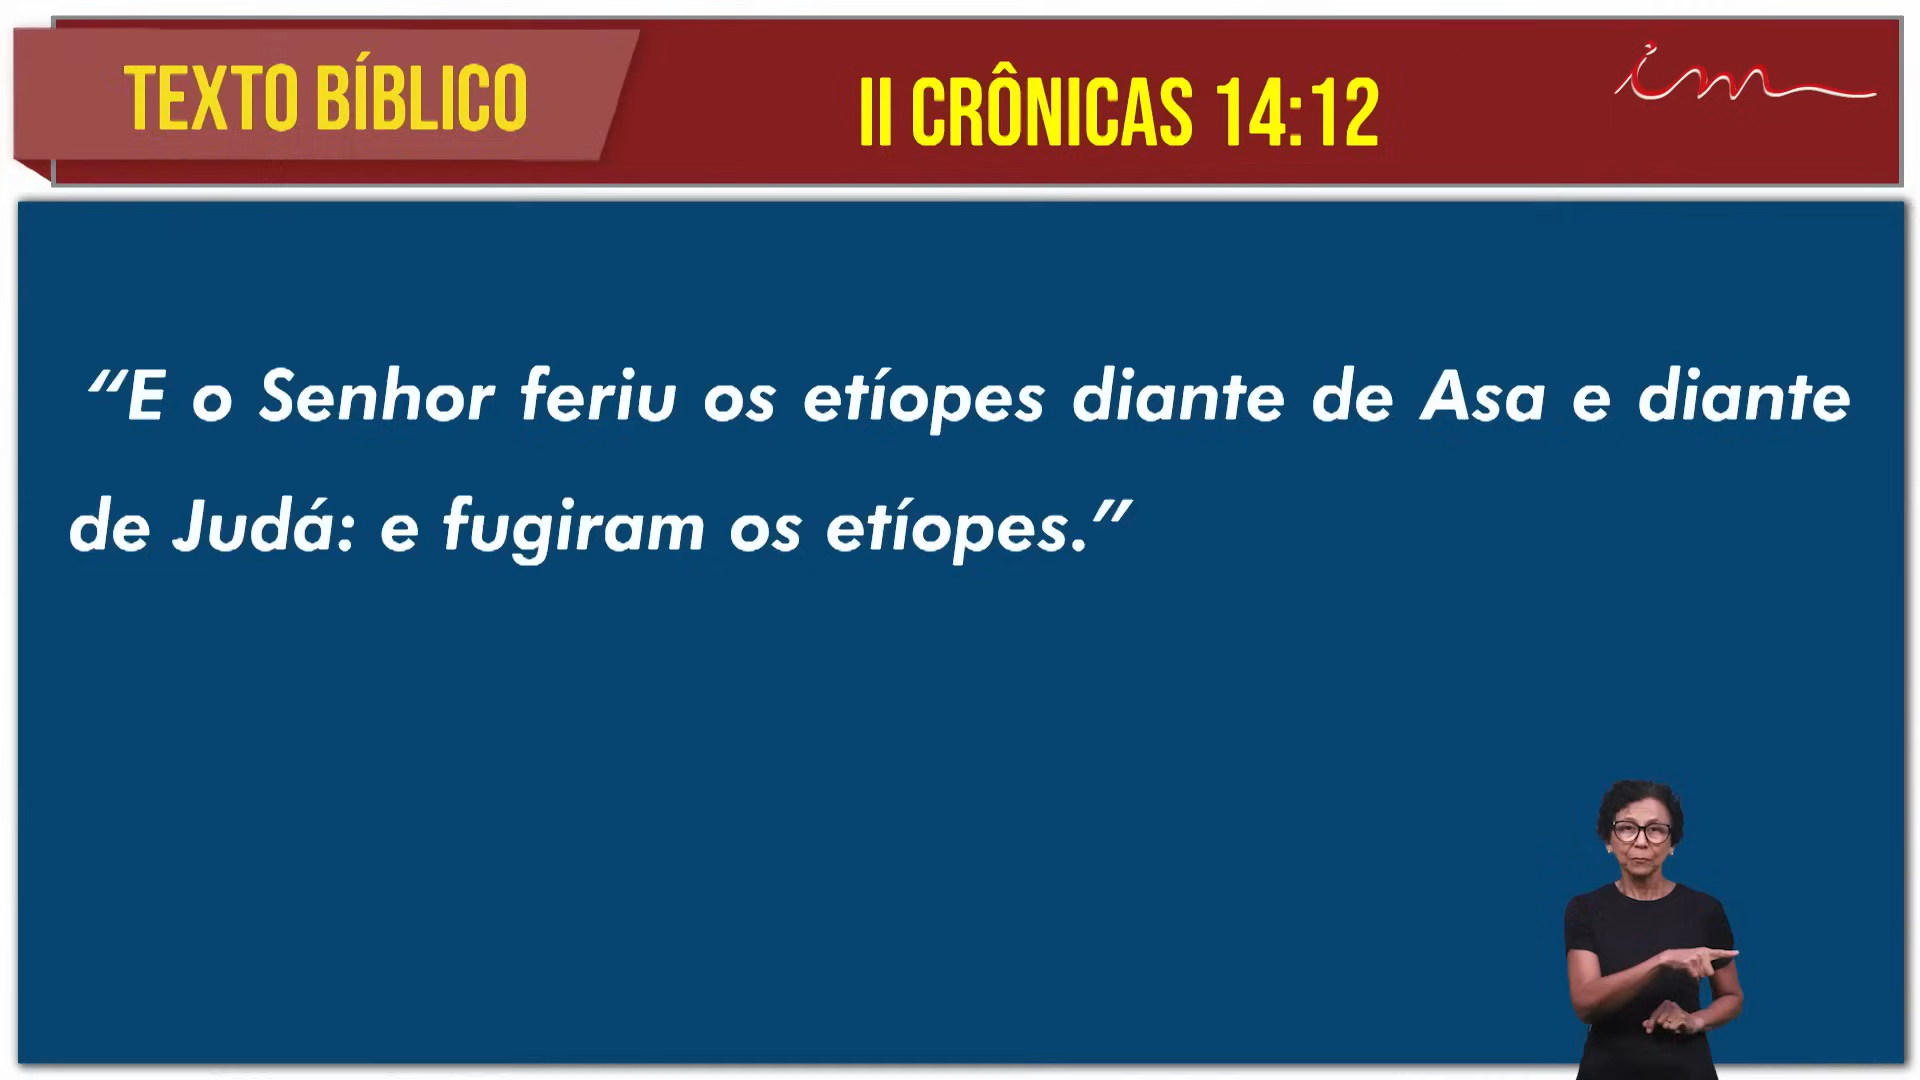 TEXTO BÍBLICO
II CRÔNICAS 14:12
im
“E o Senhor feriu os etíopes diante de Asa e diante
de Judá: e fugiram os etíopes.”